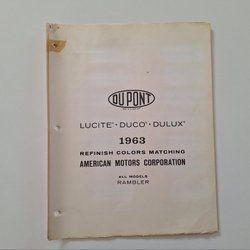 DU PONT
LUCITE® · DUCO® · DULUX®
1963
REFINISH COLORS MATCHING
AMERICAN MOTORS CORPORATION
ALL MODELS
RAMBLER